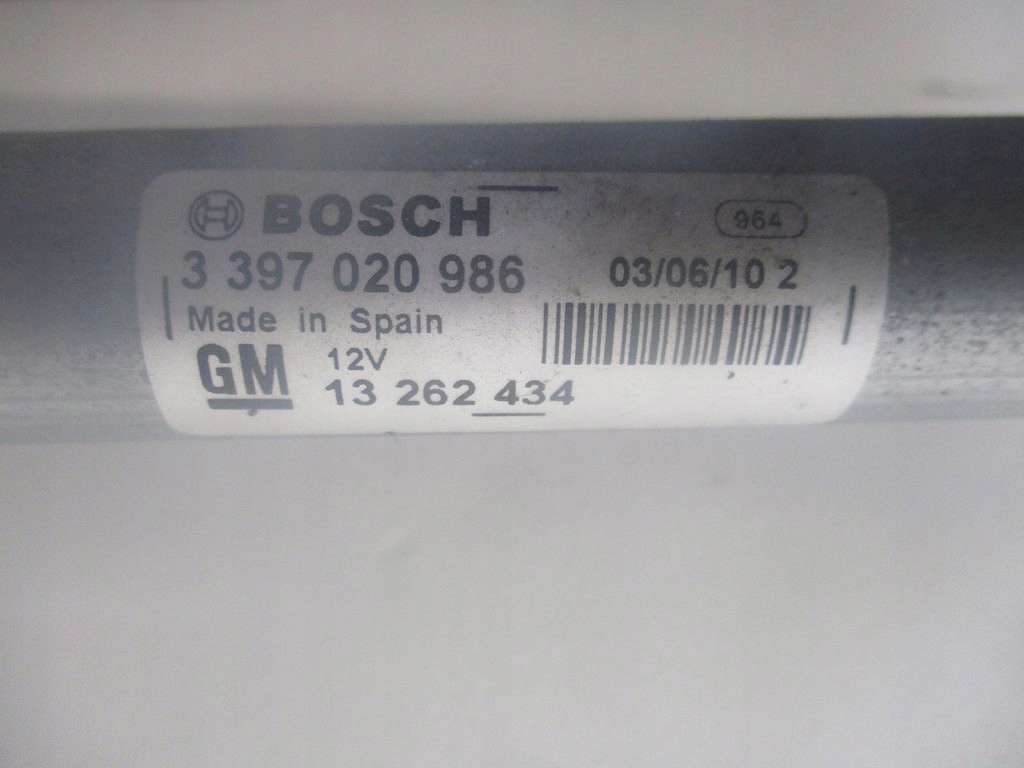 BOSCH 964
3 397 020 986 03/06/10 2
Made in Spain
GM 12V
13 262 434